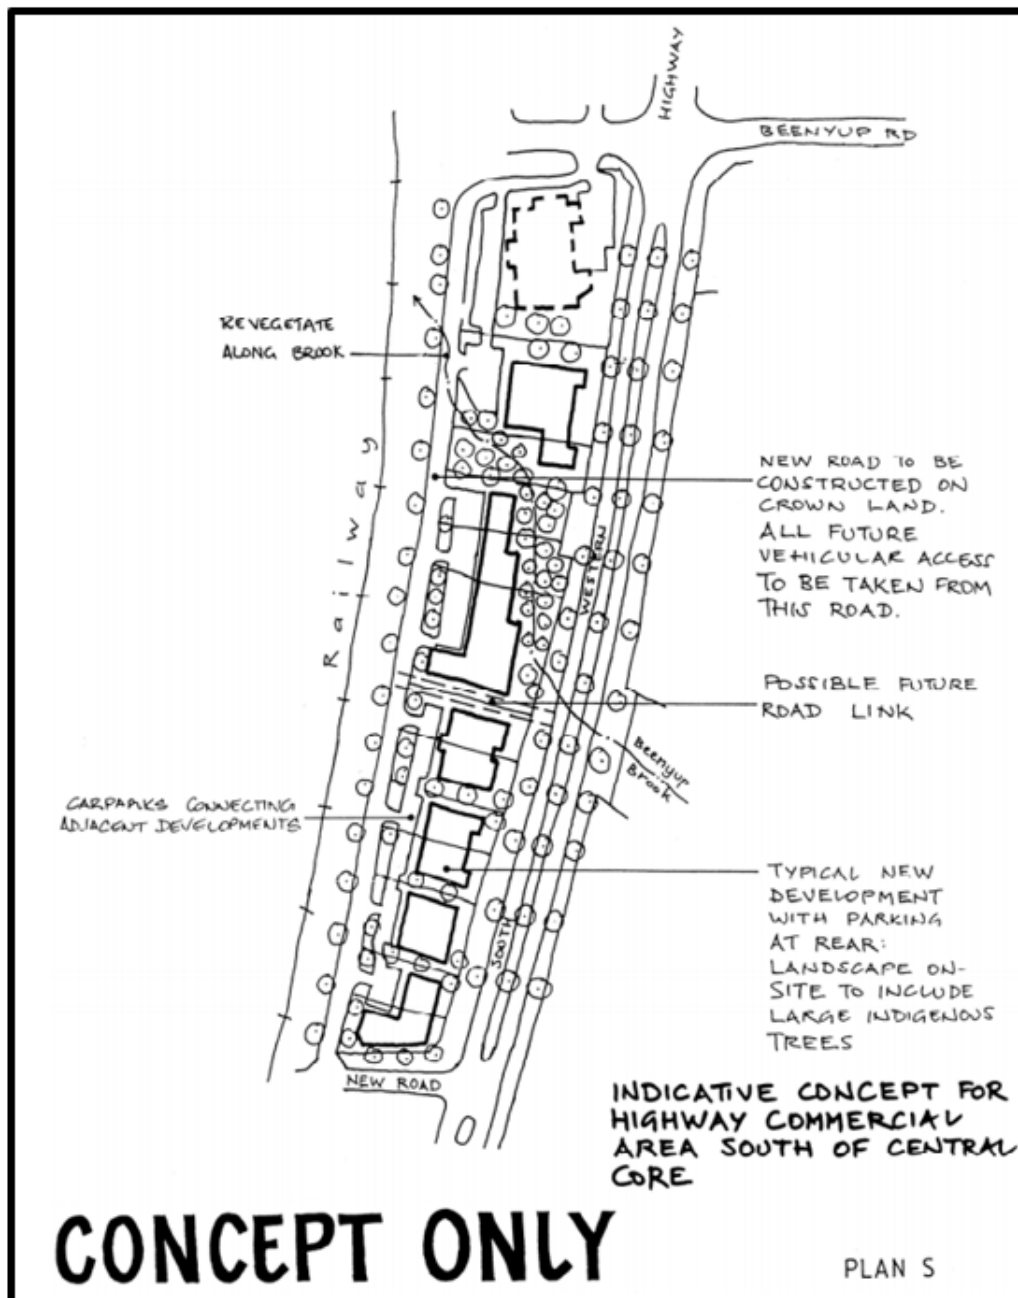 HIGHWAY
BEENYUP RD
REVEGETATE
ALONG BROOK
Railway
NEW ROAD TO BE
CONSTRUCTED ON
CROWN LAND.
ALL FUTURE
VEHICULAR ACCESS
TO BE TAKEN FROM
THIS ROAD.
WESTERN
POSSIBLE FUTURE
ROAD LINK
Beenyup
Brook
CARPARKS CONNECTING
ADJACENT DEVELOPMENTS
TYPICAL NEW
DEVELOPMENT
WITH PARKING
AT REAR:
LANDSCAPE ON-
SITE TO INCLUDE
LARGE INDIGENOUS
TREES
SOUTH
NEW ROAD
INDICATIVE CONCEPT FOR
HIGHWAY COMMERCIAL
AREA SOUTH OF CENTRAL
CORE
CONCEPT ONLY
PLAN S